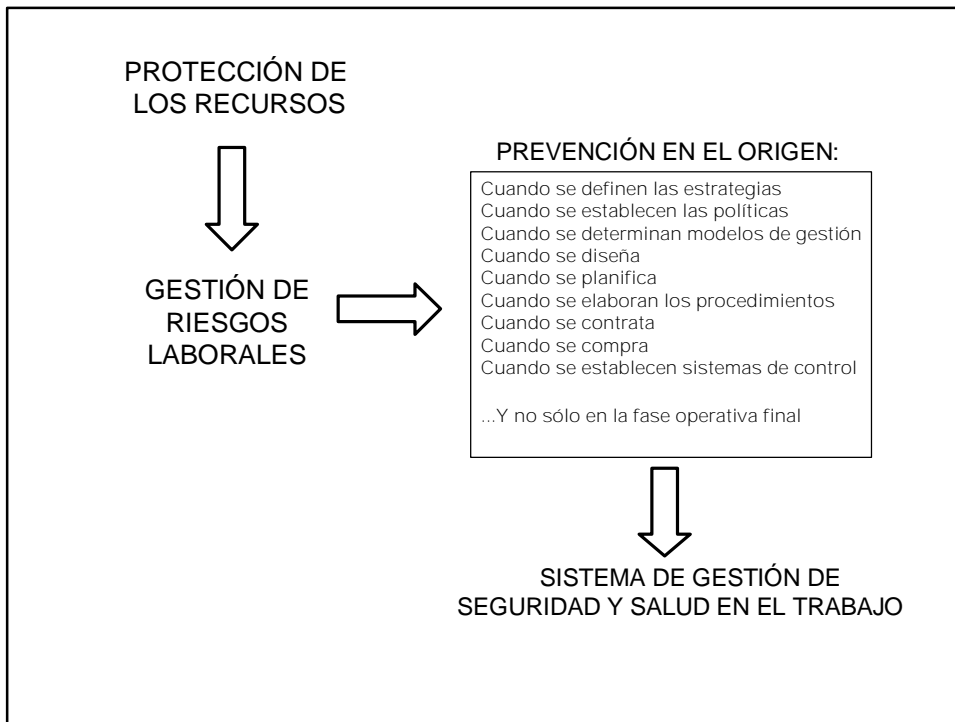 PROTECCIÓN DE
LOS RECURSOS
GESTIÓN DE
RIESGOS
LABORALES
PREVENCIÓN EN EL ORIGEN:
Cuando se definen las estrategias
Cuando se establecen las políticas
Cuando se determinan modelos de gestión
Cuando se diseña
Cuando se planifica
Cuando se elaboran los procedimientos
Cuando se contrata
Cuando se compra
Cuando se establecen sistemas de control
...Y no sólo en la fase operativa final
SISTEMA DE GESTIÓN DE
SEGURIDAD Y SALUD EN EL TRABAJO